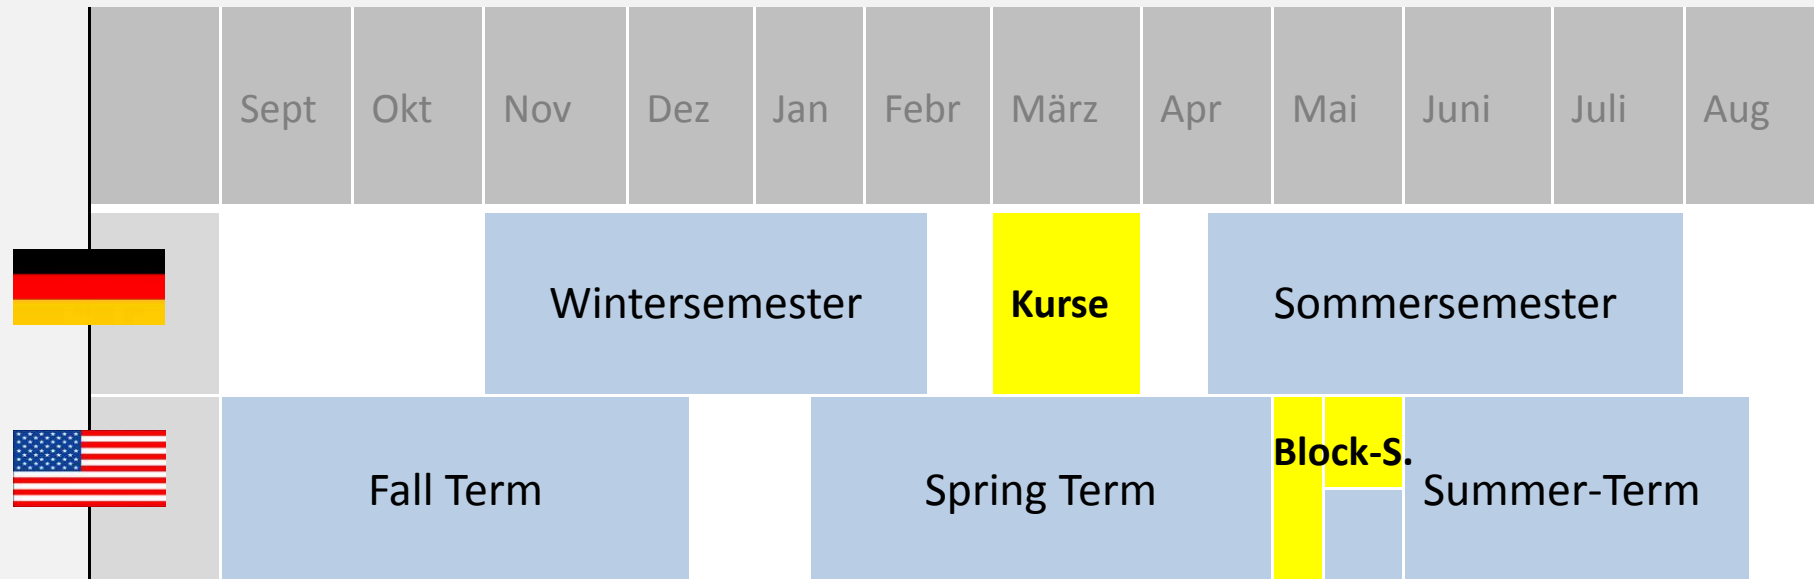 Sept Okt Nov Dez Jan Febr März Apr Mai Juni Juli Aug
Wintersemester Kurse Sommersemester
Fall Term Spring Term Block-S. Summer-Term